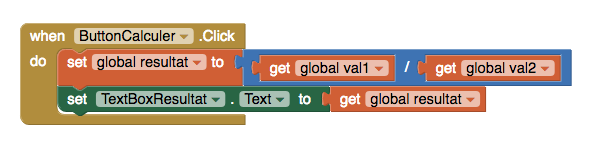 when ButtonCalculer .Click
do set global resultat to get global val1 / get global val2
set TextBoxResultat . Text to get global resultat